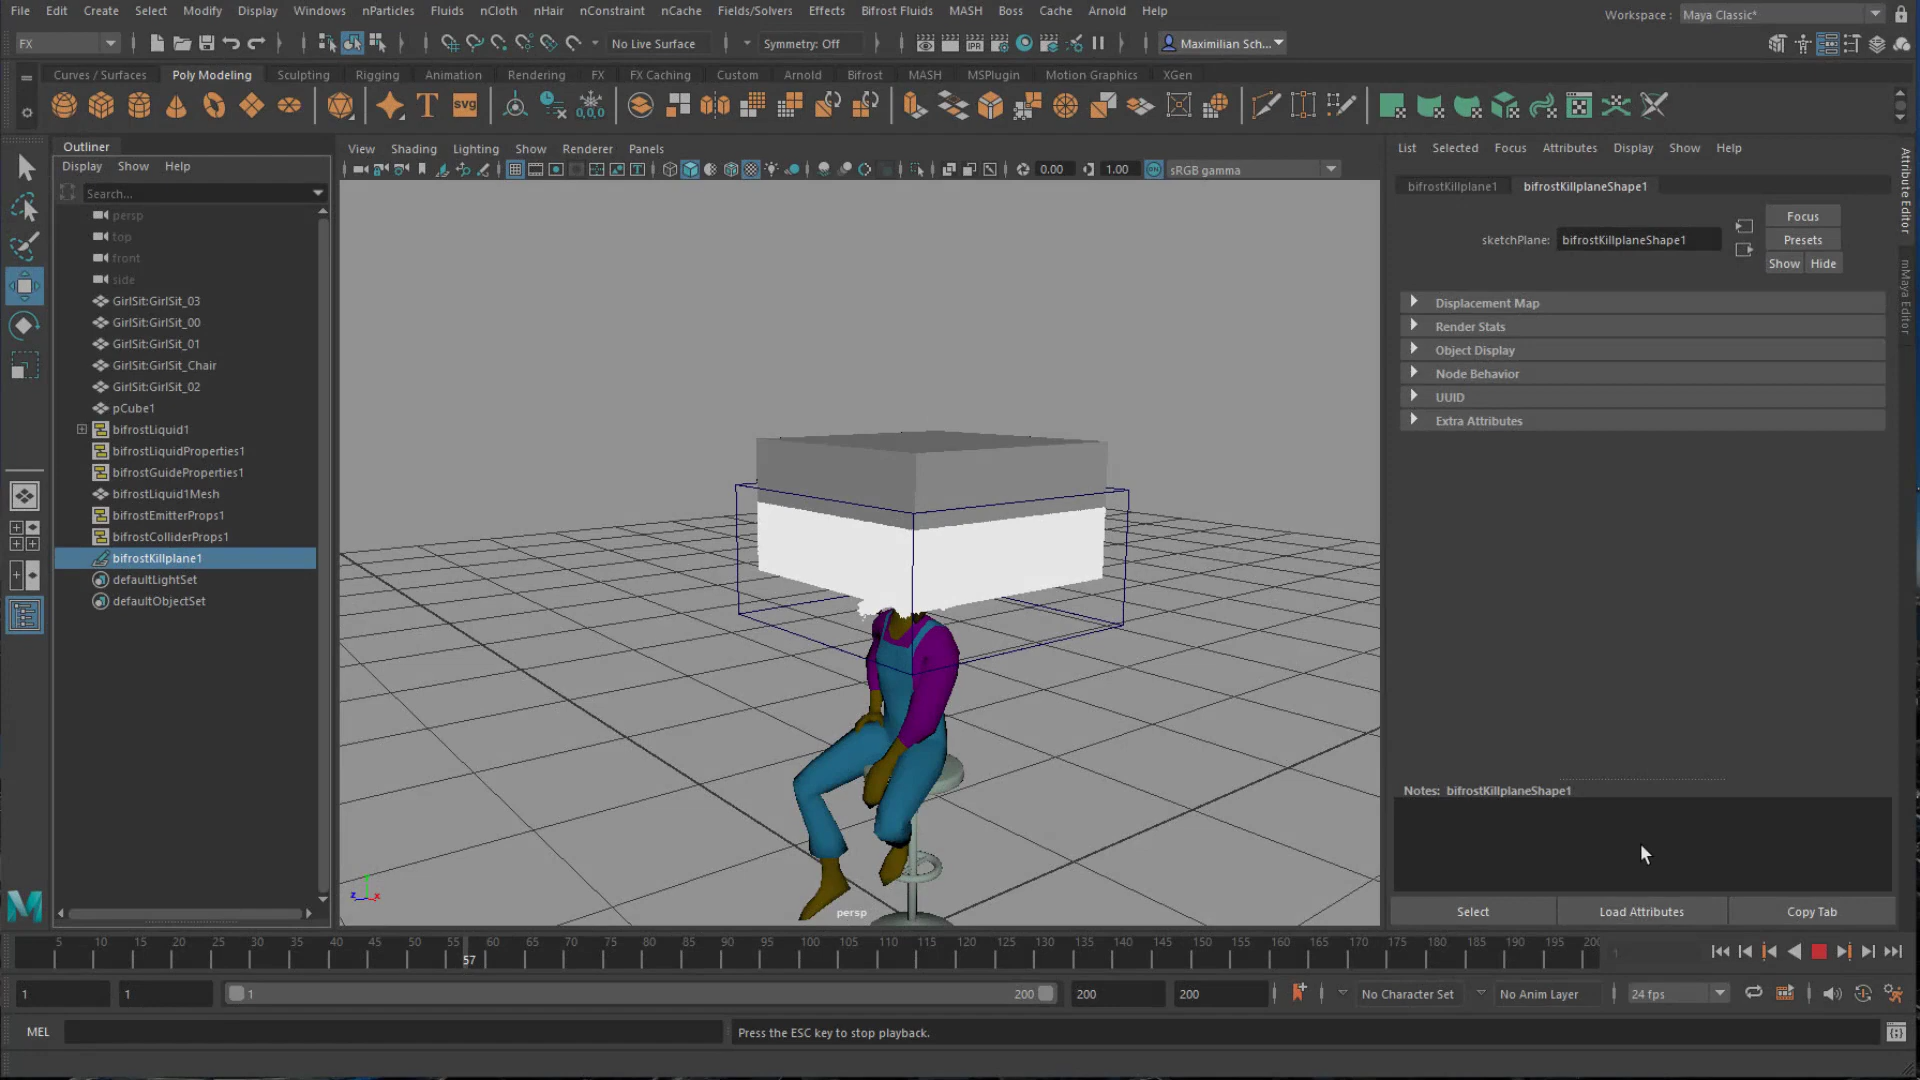 File Edit Create Select Modify Display Windows nParticles Fluids nCloth nHair nConstraint nCache Fields/Solvers Effects Bifrost Fluids MASH Boss Cache Arnold Help
Workspace : Maya Classic*
FX No Live Surface Symmetry: Off Maximilian Sch...
Curves / Surfaces Poly Modeling Sculpting Rigging Animation Rendering FX FX Caching Custom Arnold Bifrost MASH MSPlugin Motion Graphics XGen
T svg 0,0,0
Outliner
Display Show Help
Search...
persp
top
front
side
GirlSit:GirlSit_03
GirlSit:GirlSit_00
GirlSit:GirlSit_01
GirlSit:GirlSit_Chair
GirlSit:GirlSit_02
pCube1
bifrostLiquid1
bifrostLiquidProperties1
bifrostGuideProperties1
bifrostLiquid1Mesh
bifrostEmitterProps1
bifrostColliderProps1
bifrostKillplane1
defaultLightSet
defaultObjectSet
View Shading Lighting Show Renderer Panels
0.00 1.00 sRGB gamma
z x
persp
List Selected Focus Attributes Display Show Help
bifrostKillplane1 bifrostKillplaneShape1
sketchPlane: bifrostKillplaneShape1
Focus
Presets
Show Hide
Displacement Map
Render Stats
Object Display
Node Behavior
UUID
Extra Attributes
Notes: bifrostKillplaneShape1
Select Load Attributes Copy Tab
Attribute Editor
mMaya Editor
5 10 15 20 25 30 35 40 45 50 55 60 65 70 75 80 85 90 95 100 105 110 115 120 125 130 135 140 145 150 155 160 165 170 175 180 185 190 195 200
57
1
1 1 1 200 200 200 No Character Set No Anim Layer 24 fps
MEL Press the ESC key to stop playback.